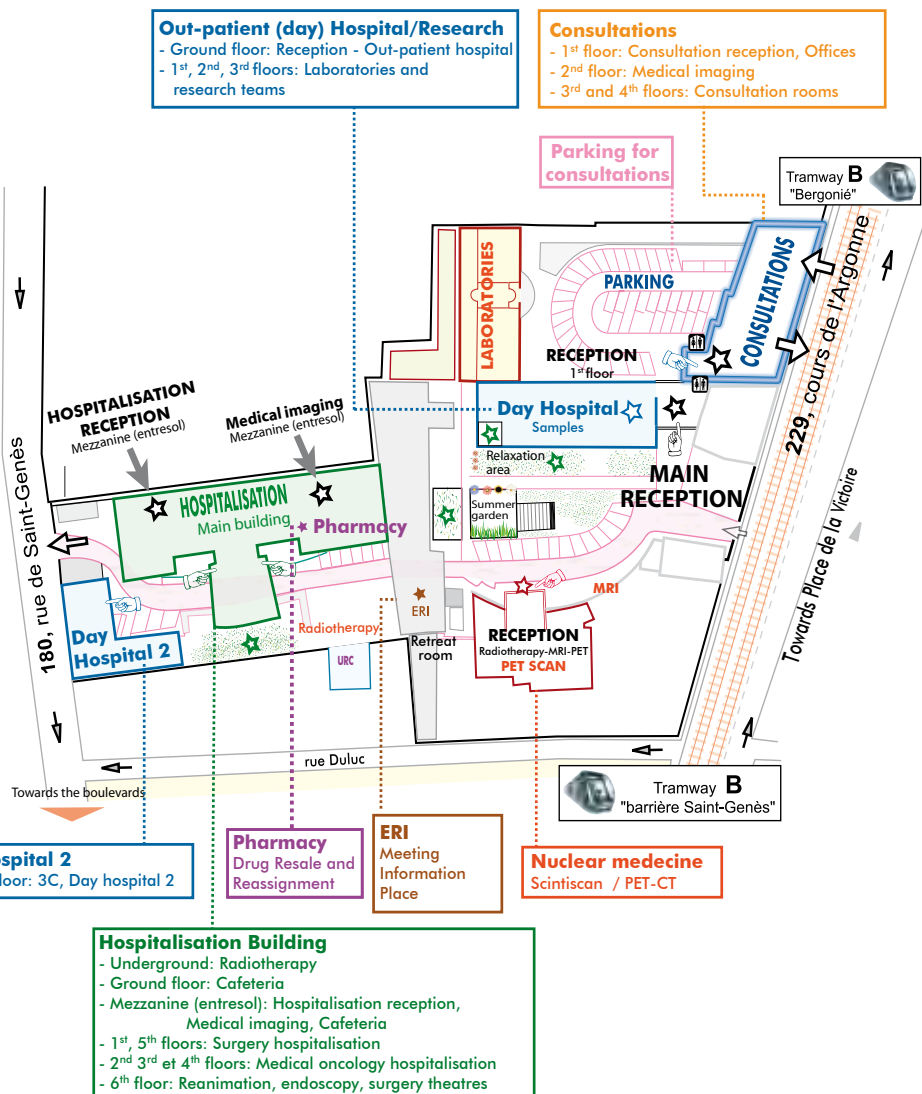 Out-patient (day) Hospital/Research
- Ground floor: Reception - Out-patient hospital
- 1st, 2nd, 3rd floors: Laboratories and
research teams
Consultations
- 1st floor: Consultation reception, Offices
- 2nd floor: Medical imaging
- 3rd and 4th floors: Consultation rooms
Parking for
consultations
Tramway B
"Bergonié"
LABORATORIES
PARKING
CONSULTATIONS
229, cours de l'Argonne
RECEPTION
1st floor
HOSPITALISATION
RECEPTION
Mezzanine (entresol)
Medical imaging
Mezzanine (entresol)
Day Hospital
Samples
Relaxation
area
MAIN
RECEPTION
HOSPITALISATION
Main building
Pharmacy
Summer
garden
180, rue de Saint-Genès
Towards Place de la Victoire
Day
Hospital 2
Radiotherapy
URC
ERI
Retreat
room
MRI
RECEPTION
Radiotherapy-MRI-PET
PET SCAN
rue Duluc
Towards the boulevards
Tramway B
"barrière Saint-Genès"
spital 2
loor: 3C, Day hospital 2
Pharmacy
Drug Resale and
Reassignment
ERI
Meeting
Information
Place
Nuclear medecine
Scintiscan / PET-CT
Hospitalisation Building
- Underground: Radiotherapy
- Ground floor: Cafeteria
- Mezzanine (entresol): Hospitalisation reception,
Medical imaging, Cafeteria
- 1st, 5th floors: Surgery hospitalisation
- 2nd 3rd et 4th floors: Medical oncology hospitalisation
- 6th floor: Reanimation, endoscopy, surgery theatres